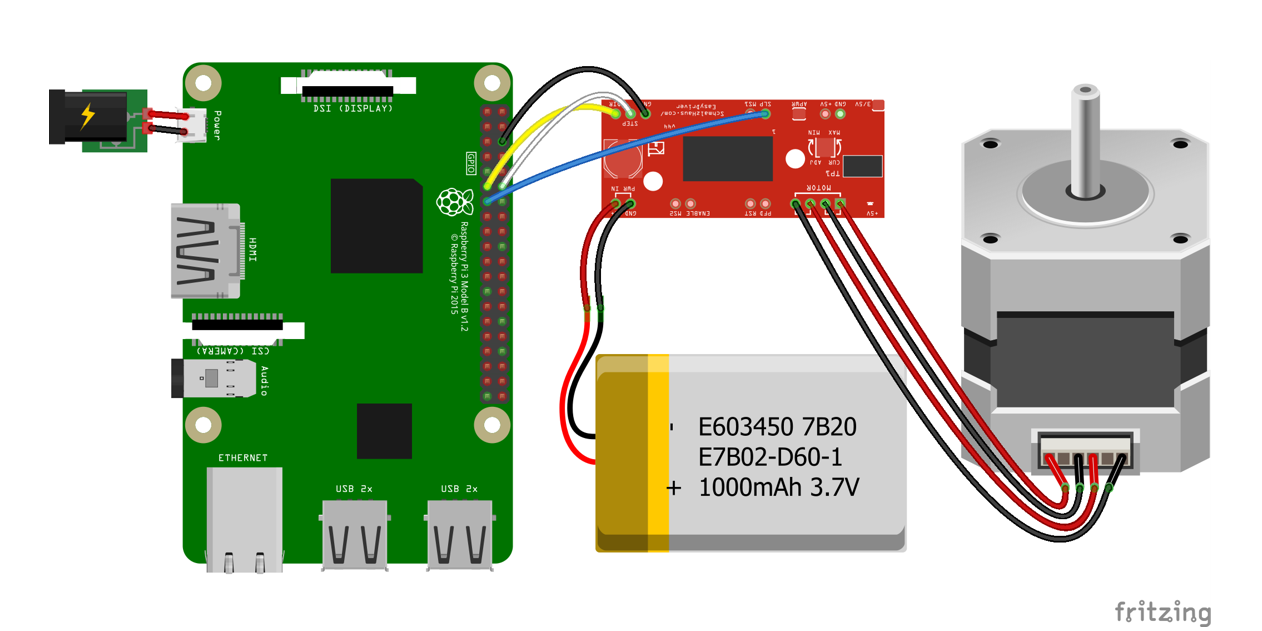 Power
DSI (DISPLAY)
GPIO
Raspberry Pi 3 Model B v1.2
© Raspberry Pi 2015
HDMI
CSI (CAMERA)
Audio
ETHERNET
USB 2x
USB 2x
GND
STEP
DIR
EasyDriver
SchmalzHaus.com/
V44
MS1
SLP
APWR
+5V
GND
5V/3
1
MIN
MAX
ADJ
CUR
TP1
MOTOR
PWR IN
GND
MS2
ENABLE
RST
PFD
+5V
- E603450 7B20
E7B02-D60-1
+ 1000mAh 3.7V
fritzing